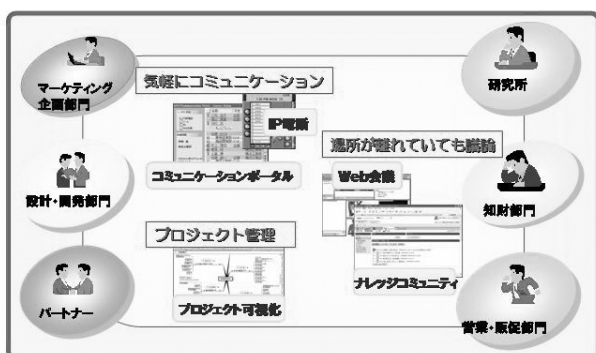 マーケティング
企画部門
気軽にコミュニケーション
IP電話
コミュニケーションポータル
研究所
場所が離れていても議論
Web会議
設計・開発部門
知財部門
プロジェクト管理
ナレッジコミュニティ
プロジェクト可視化
パートナー
営業・販促部門